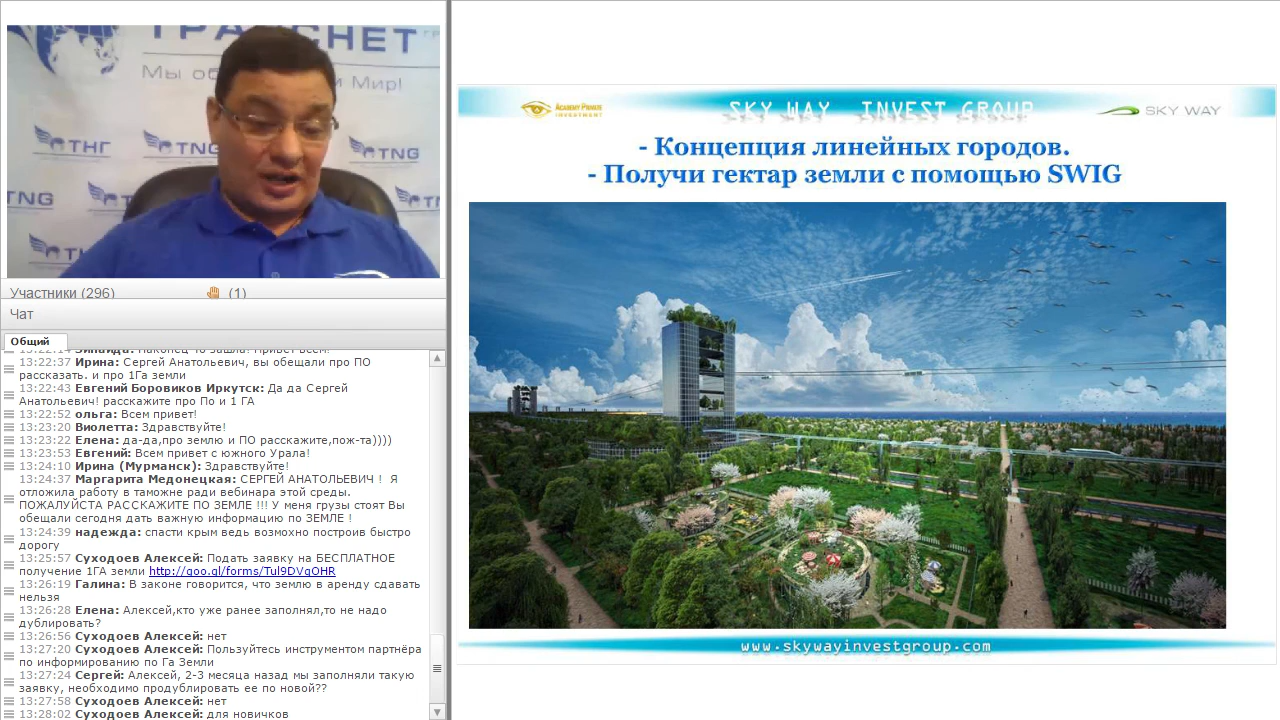 Мы об
м Мир!
ТНГ
TNG
TNG
TNG
ТНГ
TNG
ТНГ
TNG
Участники (296)
(1)
Чат
Общий
13:22:37 Ирина: Сергей Анатольевич, вы обещали про ПО
рассказать, и про 1Га земли
13:22:43 Евгений Боровиков Иркутск: Да да Сергей
Анатольевич! расскажите про По и 1 ГА
13:22:52 ольга: Всем привет!
13:23:20 Виолетта: Здравствуйте!
13:23:22 Елена: да-да,про землю и ПО расскажите,пож-та))))
13:23:53 Евгений: Всем привет с южного Урала!
13:24:10 Ирина (Мурманск): Здравствуйте!
13:24:37 Маргарита Медонецкая: СЕРГЕЙ АНАТОЛЬЕВИЧ ! Я
отложила работу в таможне ради вебинара этой среды.
ПОЖАЛУЙСТА РАССКАЖИТЕ ПО ЗЕМЛЕ !!! У меня грузы стоят Вы
обещали сегодня дать важную информацию по ЗЕМЛЕ !
13:24:39 надежда: спасти крым ведь возмохно построив быстро
дорогу
13:25:57 Суходоев Алексей: Подать заявку на БЕСПЛАТНОЕ
получение 1ГА земли http://goo.gl/forms/Tul9DVqOHR
13:26:19 Галина: В законе говорится, что землю в аренду сдавать
нельзя
13:26:28 Елена: Алексей,кто уже ранее заполнял,то не надо
дублировать?
13:26:56 Суходоев Алексей: нет
13:27:20 Суходоев Алексей: Пользуйтесь инструментом партнёра
по информированию по Га Земли
13:27:24 Сергей: Алексей, 2-3 месяца назад мы заполняли такую
заявку, необходимо продублировать ее по новой??
13:27:58 Суходоев Алексей: нет
13:28:02 Суходоев Алексей: для новичков
ACADEMY PRIVATE
INVESTMENT
SKY WAY INVEST GROUP
SKY WAY
- Концепция линейных городов.
- Получи гектар земли с помощью SWIG
www.skywayinvestgroup.com